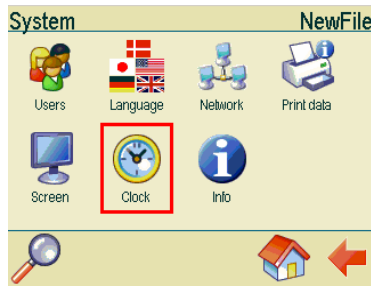 System NewFile
Users Language Network Print data
Screen Clock Info